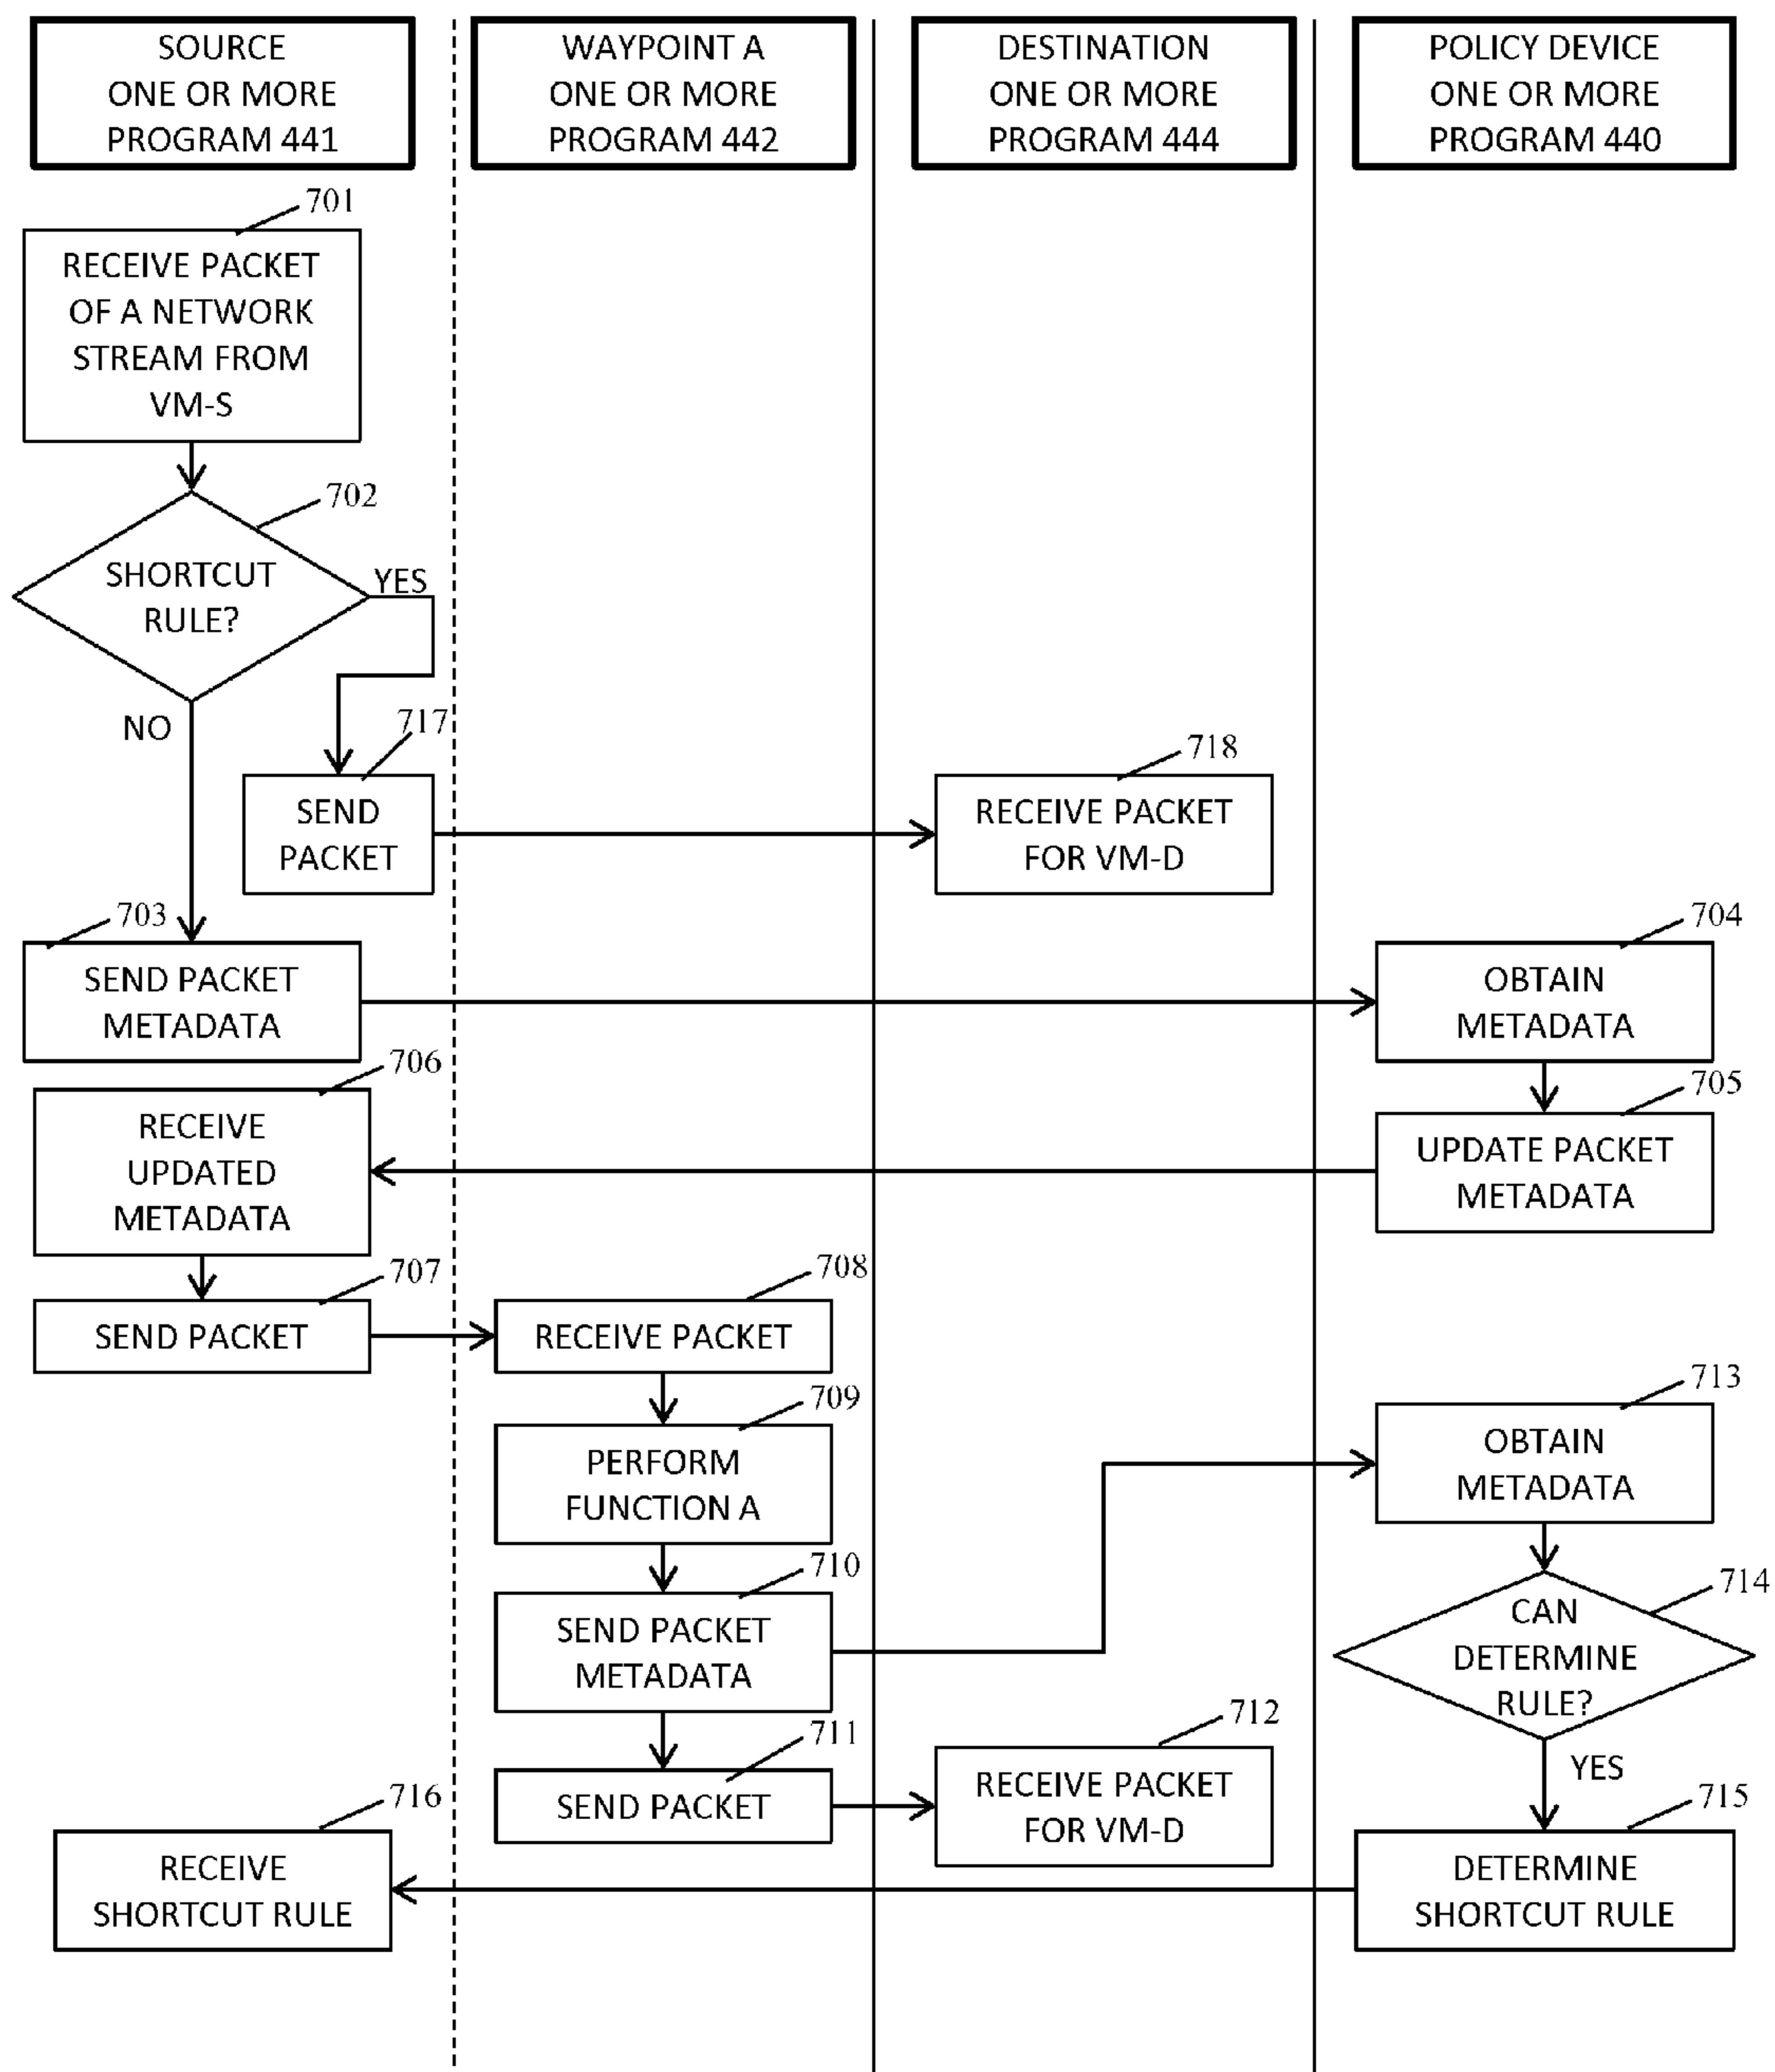 SOURCE
ONE OR MORE
PROGRAM 441
WAYPOINT A
ONE OR MORE
PROGRAM 442
DESTINATION
ONE OR MORE
PROGRAM 444
POLICY DEVICE
ONE OR MORE
PROGRAM 440
701
RECEIVE PACKET
OF A NETWORK
STREAM FROM
VM-S
702
SHORTCUT
RULE?
YES
NO
717
SEND
PACKET
718
RECEIVE PACKET
FOR VM-D
703
SEND PACKET
METADATA
704
OBTAIN
METADATA
705
UPDATE PACKET
METADATA
706
RECEIVE
UPDATED
METADATA
707
SEND PACKET
708
RECEIVE PACKET
709
PERFORM
FUNCTION A
710
SEND PACKET
METADATA
711
SEND PACKET
712
RECEIVE PACKET
FOR VM-D
713
OBTAIN
METADATA
714
CAN
DETERMINE
RULE?
YES
715
DETERMINE
SHORTCUT RULE
716
RECEIVE
SHORTCUT RULE